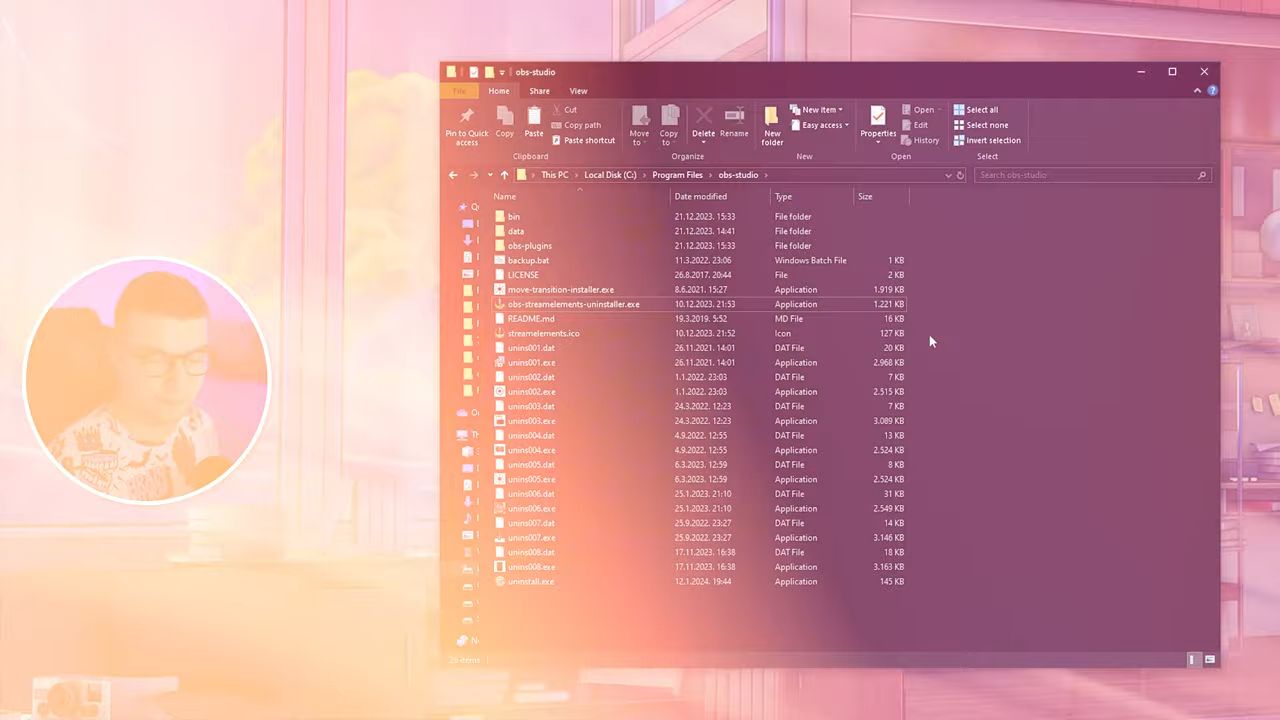 obs-studio
File Home Share View
Pin to Quick access
Copy
Paste
Cut
Copy path
Paste shortcut
Clipboard
Move to
Copy to
Delete
Rename
Organize
New folder
New item
Easy access
New
Properties
Open
Edit
History
Open
Select all
Select none
Invert selection
Select
This PC > Local Disk (C:) > Program Files > obs-studio >
Search obs-studio
Name Date modified Type Size
bin 21.12.2023. 15:33 File folder
data 21.12.2023. 14:41 File folder
obs-plugins 21.12.2023. 15:33 File folder
backup.bat 11.3.2022. 23:06 Windows Batch File 1 KB
LICENSE 26.8.2017. 20:44 File 2 KB
move-transition-installer.exe 8.6.2021. 15:27 Application 1.919 KB
obs-streamelements-uninstaller.exe 10.12.2023. 21:53 Application 1.221 KB
README.md 19.3.2019. 5:52 MD File 16 KB
streamelements.ico 10.12.2023. 21:52 Icon 127 KB
unins001.dat 26.11.2021. 14:01 DAT File 20 KB
unins001.exe 26.11.2021. 14:01 Application 2.968 KB
unins002.dat 1.1.2022. 23:03 DAT File 7 KB
unins002.exe 1.1.2022. 23:03 Application 2.515 KB
unins003.dat 24.3.2022. 12:23 DAT File 7 KB
unins003.exe 24.3.2022. 12:23 Application 3.089 KB
unins004.dat 4.9.2022. 12:55 DAT File 13 KB
unins004.exe 4.9.2022. 12:55 Application 2.524 KB
unins005.dat 6.3.2023. 12:59 DAT File 8 KB
unins005.exe 6.3.2023. 12:59 Application 2.524 KB
unins006.dat 25.1.2023. 21:10 DAT File 31 KB
unins006.exe 25.1.2023. 21:10 Application 2.549 KB
unins007.dat 25.9.2022. 23:27 DAT File 14 KB
unins007.exe 25.9.2022. 23:27 Application 3.146 KB
unins008.dat 17.11.2023. 16:38 DAT File 18 KB
unins008.exe 17.11.2023. 16:38 Application 3.163 KB
uninstall.exe 12.1.2024. 19:44 Application 145 KB